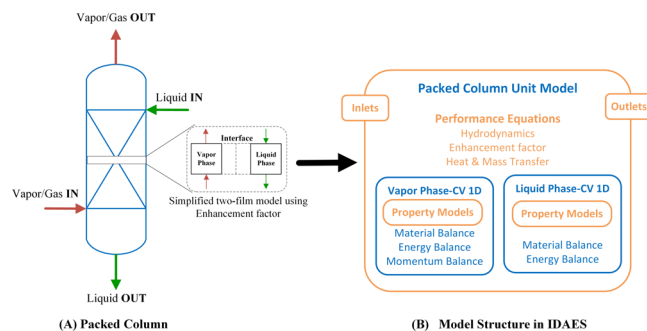 Vapor/Gas OUT
Liquid IN
Interface
Vapor
Phase
Liquid
Phase
Simplified two-film model using
Enhancement factor
Vapor/Gas IN
Liquid OUT
(A) Packed Column
Packed Column Unit Model
Inlets
Outlets
Performance Equations
Hydrodynamics
Enhancement factor
Heat & Mass Transfer
Vapor Phase-CV 1D
Property Models
Material Balance
Energy Balance
Momentum Balance
Liquid Phase-CV 1D
Property Models
Material Balance
Energy Balance
(B) Model Structure in IDAES